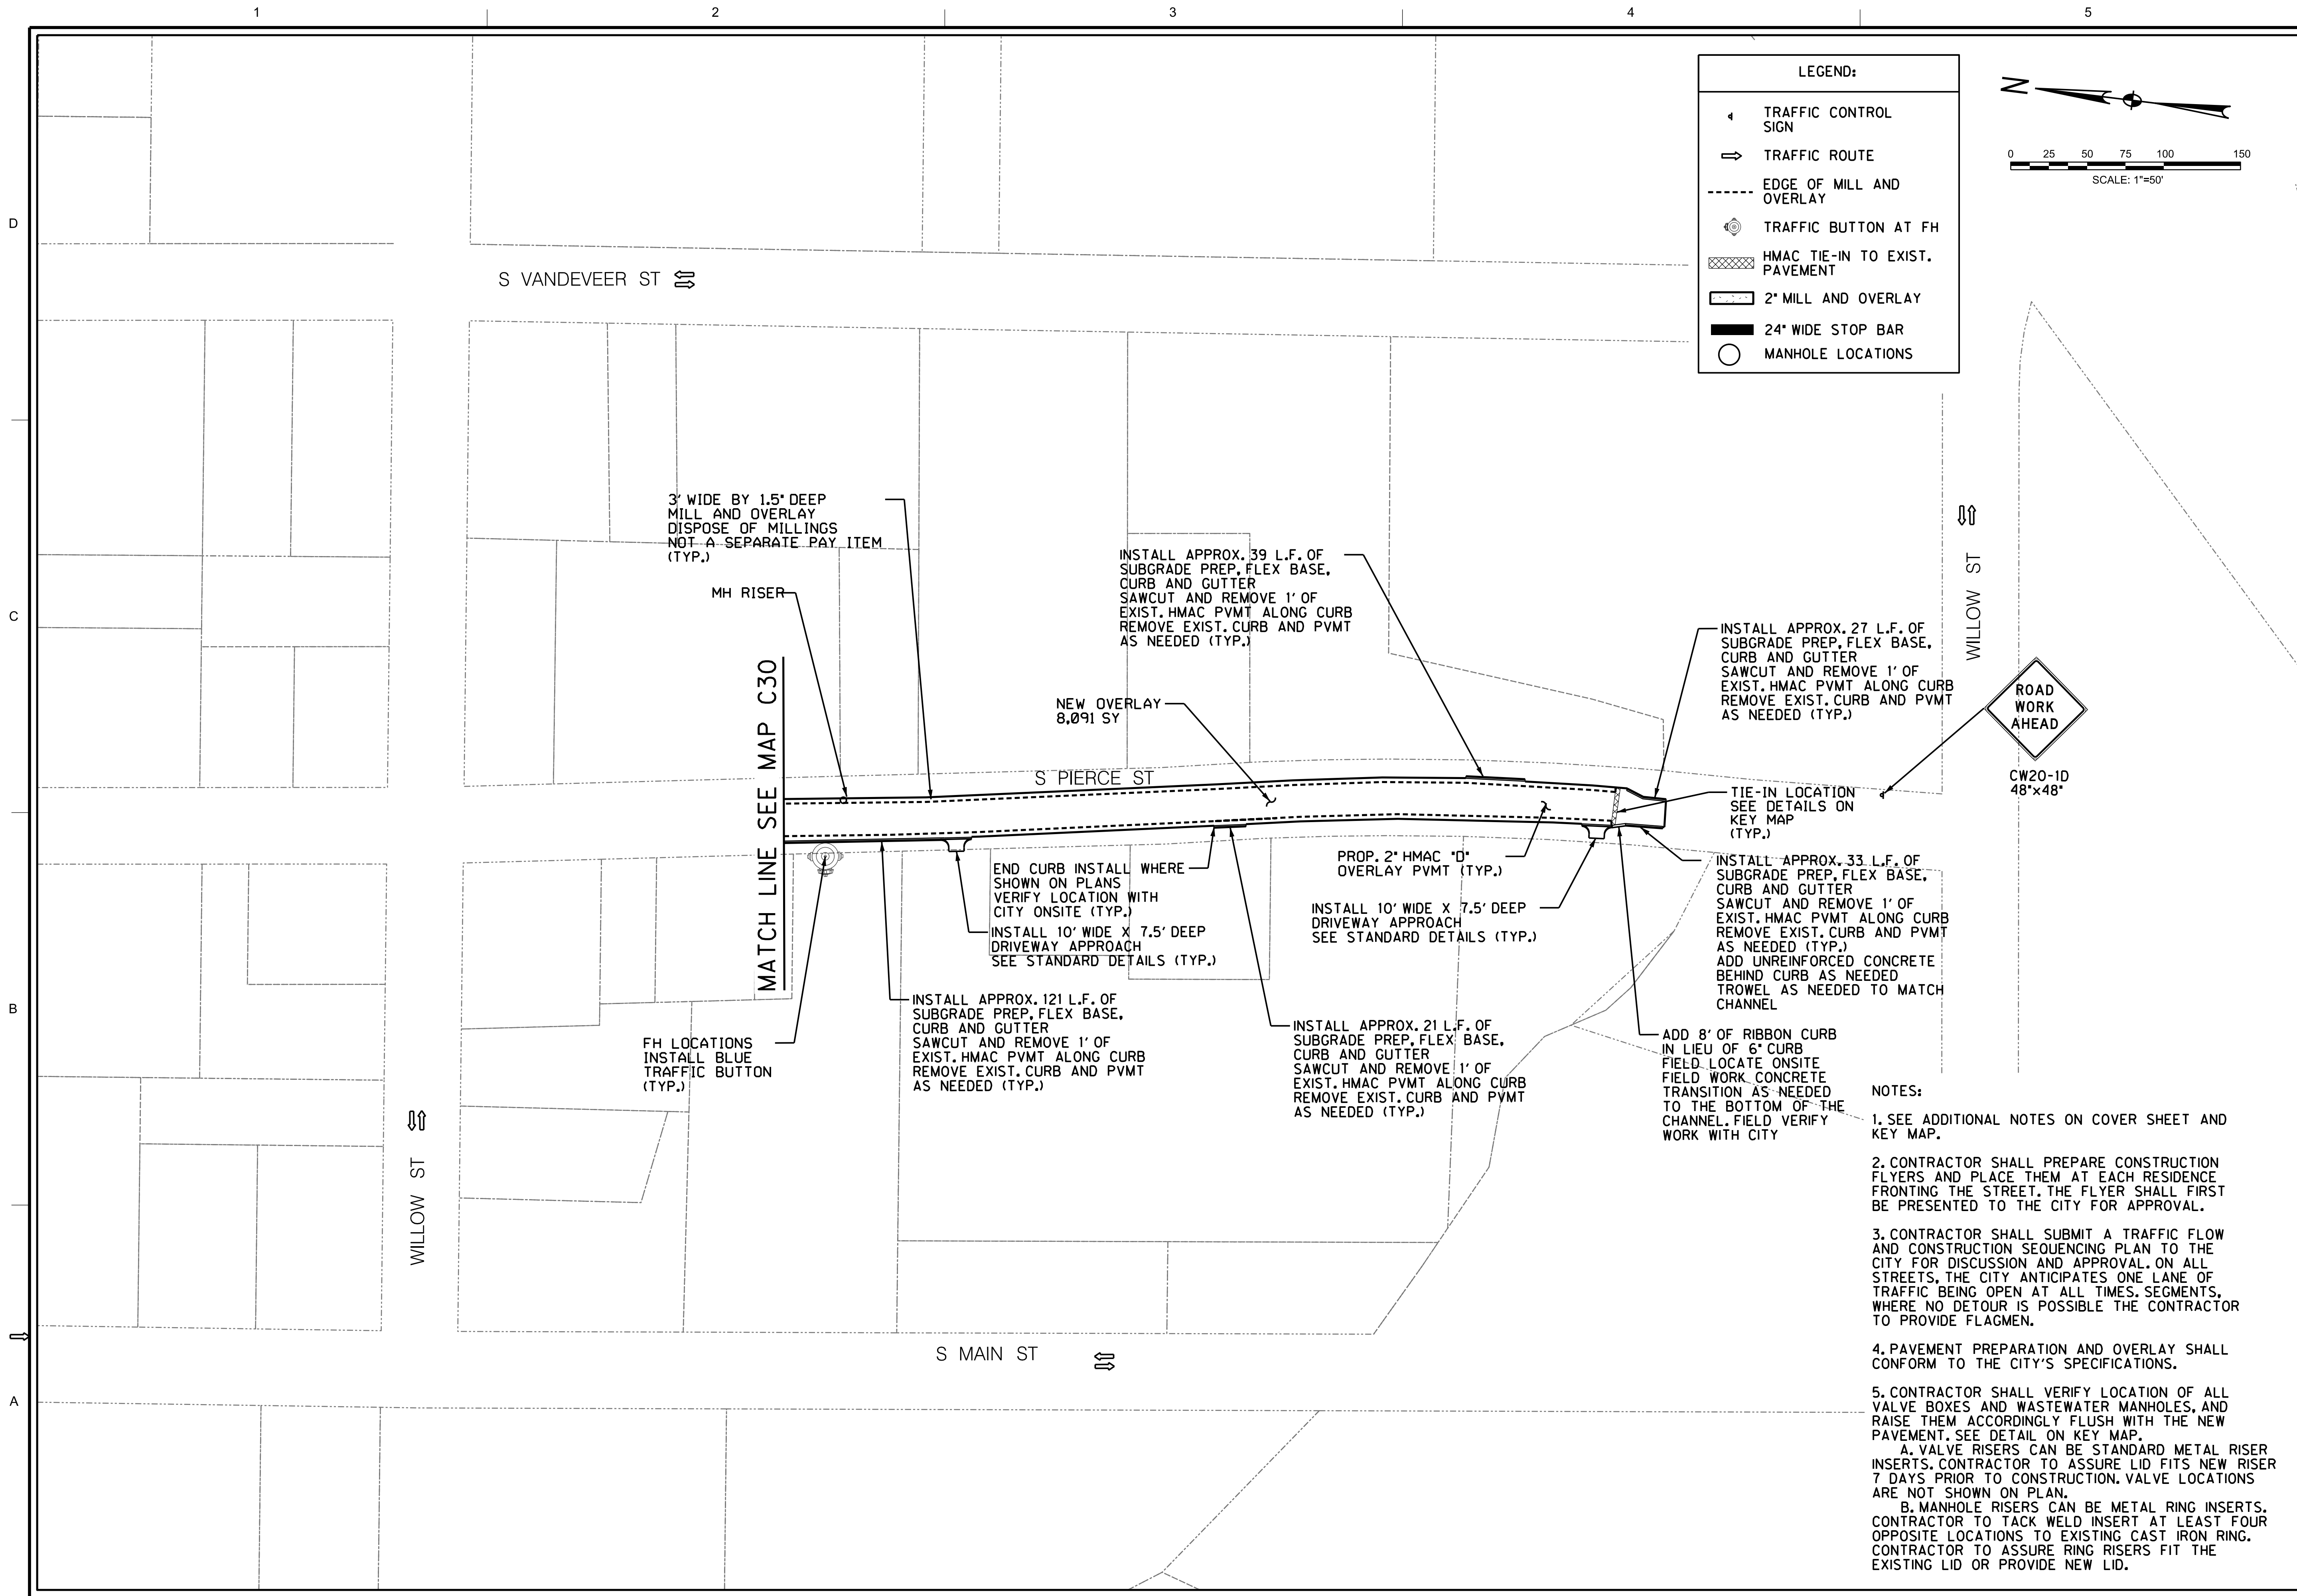 1 2 3 4 5
D
C
B
A
LEGEND:
TRAFFIC CONTROL
SIGN
TRAFFIC ROUTE
EDGE OF MILL AND
OVERLAY
TRAFFIC BUTTON AT FH
HMAC TIE-IN TO EXIST.
PAVEMENT
2" MILL AND OVERLAY
24" WIDE STOP BAR
MANHOLE LOCATIONS
N
0 25 50 75 100 150
SCALE: 1"=50'
S VANDEVEER ST
3' WIDE BY 1.5" DEEP
MILL AND OVERLAY
DISPOSE OF MILLINGS
NOT A SEPARATE PAY ITEM
(TYP.)
MH RISER
MATCH LINE SEE MAP C30
INSTALL APPROX. 39 L.F. OF
SUBGRADE PREP, FLEX BASE,
CURB AND GUTTER
SAWCUT AND REMOVE 1' OF
EXIST. HMAC PVMT ALONG CURB
REMOVE EXIST. CURB AND PVMT
AS NEEDED (TYP.)
NEW OVERLAY
8,091 SY
S PIERCE ST
INSTALL APPROX. 27 L.F. OF
SUBGRADE PREP, FLEX BASE,
CURB AND GUTTER
SAWCUT AND REMOVE 1' OF
EXIST. HMAC PVMT ALONG CURB
REMOVE EXIST. CURB AND PVMT
AS NEEDED (TYP.)
WILLOW ST
ROAD
WORK
AHEAD
CW20-1D
48"x48"
TIE-IN LOCATION
SEE DETAILS ON
KEY MAP
(TYP.)
END CURB INSTALL WHERE
SHOWN ON PLANS
VERIFY LOCATION WITH
CITY ONSITE (TYP.)
INSTALL 10' WIDE X 7.5' DEEP
DRIVEWAY APPROACH
SEE STANDARD DETAILS (TYP.)
PROP. 2" HMAC "D"
OVERLAY PVMT (TYP.)
INSTALL 10' WIDE X 7.5' DEEP
DRIVEWAY APPROACH
SEE STANDARD DETAILS (TYP.)
INSTALL APPROX. 33 L.F. OF
SUBGRADE PREP, FLEX BASE,
CURB AND GUTTER
SAWCUT AND REMOVE 1' OF
EXIST. HMAC PVMT ALONG CURB
REMOVE EXIST. CURB AND PVMT
AS NEEDED (TYP.)
ADD UNREINFORCED CONCRETE
BEHIND CURB AS NEEDED
TROWEL AS NEEDED TO MATCH
CHANNEL
FH LOCATIONS
INSTALL BLUE
TRAFFIC BUTTON
(TYP.)
INSTALL APPROX. 121 L.F. OF
SUBGRADE PREP, FLEX BASE,
CURB AND GUTTER
SAWCUT AND REMOVE 1' OF
EXIST. HMAC PVMT ALONG CURB
REMOVE EXIST. CURB AND PVMT
AS NEEDED (TYP.)
INSTALL APPROX. 21 L.F. OF
SUBGRADE PREP, FLEX BASE,
CURB AND GUTTER
SAWCUT AND REMOVE 1' OF
EXIST. HMAC PVMT ALONG CURB
REMOVE EXIST. CURB AND PVMT
AS NEEDED (TYP.)
ADD 8' OF RIBBON CURB
IN LIEU OF 6" CURB
FIELD LOCATE ONSITE
FIELD WORK CONCRETE
TRANSITION AS NEEDED
TO THE BOTTOM OF THE
CHANNEL. FIELD VERIFY
WORK WITH CITY
WILLOW ST
S MAIN ST
NOTES:
1. SEE ADDITIONAL NOTES ON COVER SHEET AND
KEY MAP.
2. CONTRACTOR SHALL PREPARE CONSTRUCTION
FLYERS AND PLACE THEM AT EACH RESIDENCE
FRONTING THE STREET. THE FLYER SHALL FIRST
BE PRESENTED TO THE CITY FOR APPROVAL.
3. CONTRACTOR SHALL SUBMIT A TRAFFIC FLOW
AND CONSTRUCTION SEQUENCING PLAN TO THE
CITY FOR DISCUSSION AND APPROVAL. ON ALL
STREETS, THE CITY ANTICIPATES ONE LANE OF
TRAFFIC BEING OPEN AT ALL TIMES. SEGMENTS,
WHERE NO DETOUR IS POSSIBLE THE CONTRACTOR
TO PROVIDE FLAGMEN.
4. PAVEMENT PREPARATION AND OVERLAY SHALL
CONFORM TO THE CITY'S SPECIFICATIONS.
5. CONTRACTOR SHALL VERIFY LOCATION OF ALL
VALVE BOXES AND WASTEWATER MANHOLES, AND
RAISE THEM ACCORDINGLY FLUSH WITH THE NEW
PAVEMENT. SEE DETAIL ON KEY MAP.
A. VALVE RISERS CAN BE STANDARD METAL RISER
INSERTS. CONTRACTOR TO ASSURE LID FITS NEW RISER
7 DAYS PRIOR TO CONSTRUCTION. VALVE LOCATIONS
ARE NOT SHOWN ON PLAN.
B. MANHOLE RISERS CAN BE METAL RING INSERTS.
CONTRACTOR TO TACK WELD INSERT AT LEAST FOUR
OPPOSITE LOCATIONS TO EXISTING CAST IRON RING.
CONTRACTOR TO ASSURE RING RISERS FIT THE
EXISTING LID OR PROVIDE NEW LID.